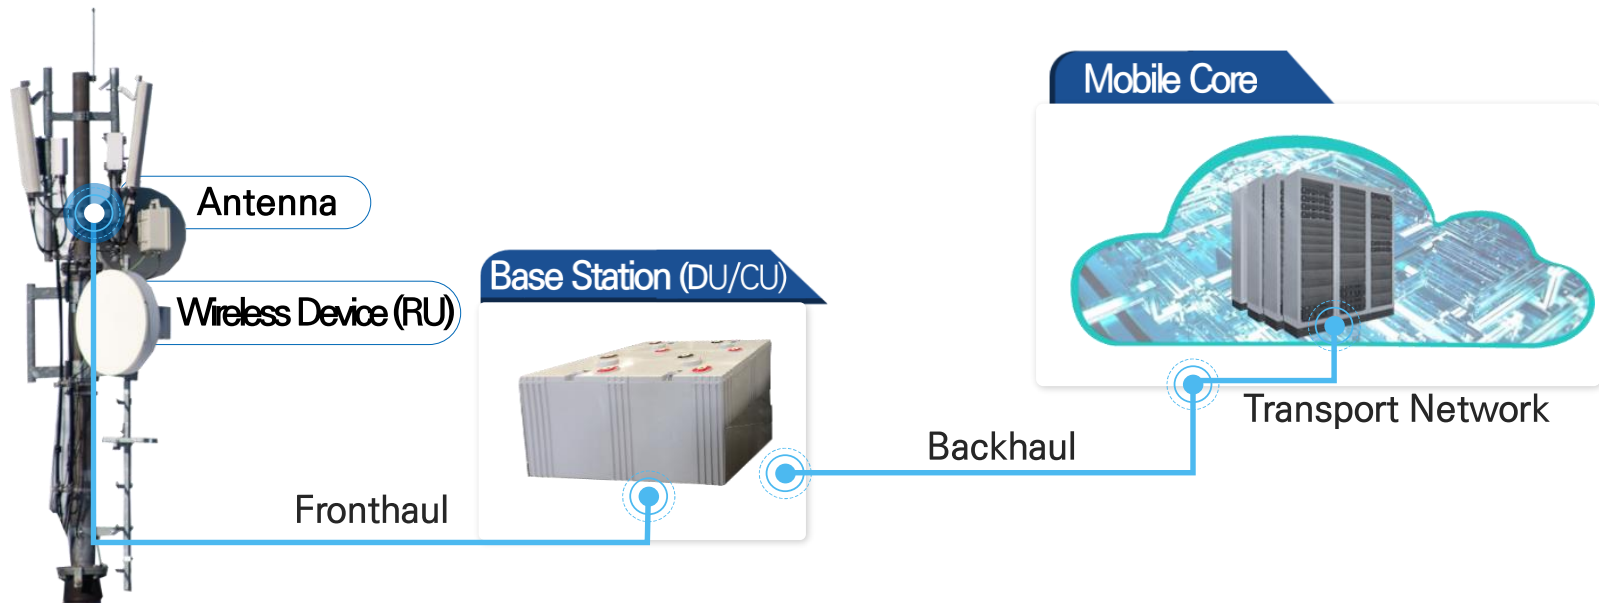 Mobile Core
Antenna
Base Station (DU/CU)
Wireless Device (RU)
Transport Network
Backhaul
Fronthaul